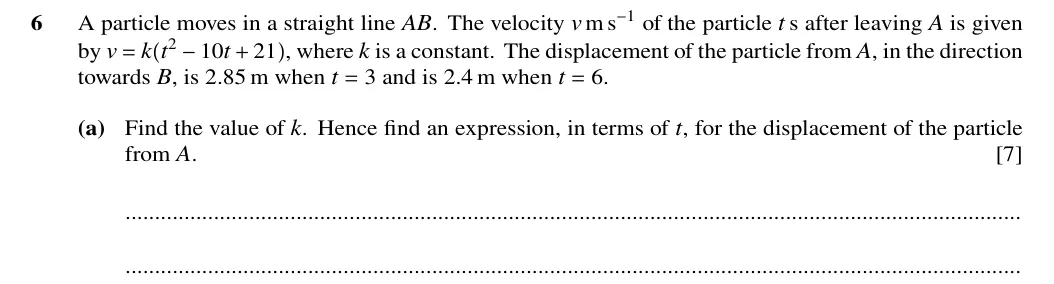 6 A particle moves in a straight line AB. The velocity v m s⁻¹ of the particle t s after leaving A is given
by v = k(t² − 10t + 21), where k is a constant. The displacement of the particle from A, in the direction
towards B, is 2.85 m when t = 3 and is 2.4 m when t = 6.
(a) Find the value of k. Hence find an expression, in terms of t, for the displacement of the particle
from A. [7]